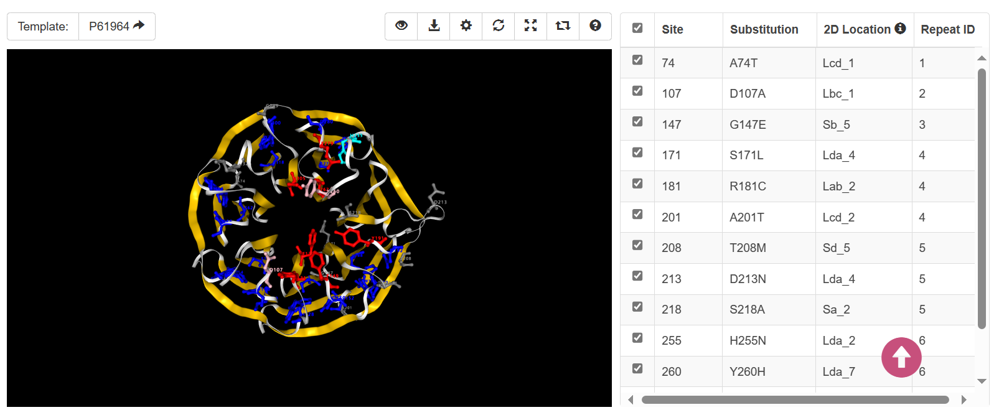 Template: P61964
Site Substitution 2D Location Repeat ID
74 A74T Lcd_1 1
107 D107A Lbc_1 2
147 G147E Sb_5 3
171 S171L Lda_4 4
181 R181C Lab_2 4
201 A201T Lcd_2 4
208 T208M Sd_5 5
213 D213N Lda_4 5
218 S218A Sa_2 5
255 H255N Lda_2 6
260 Y260H Lda_7 6
D213
Y260
Y191
D107